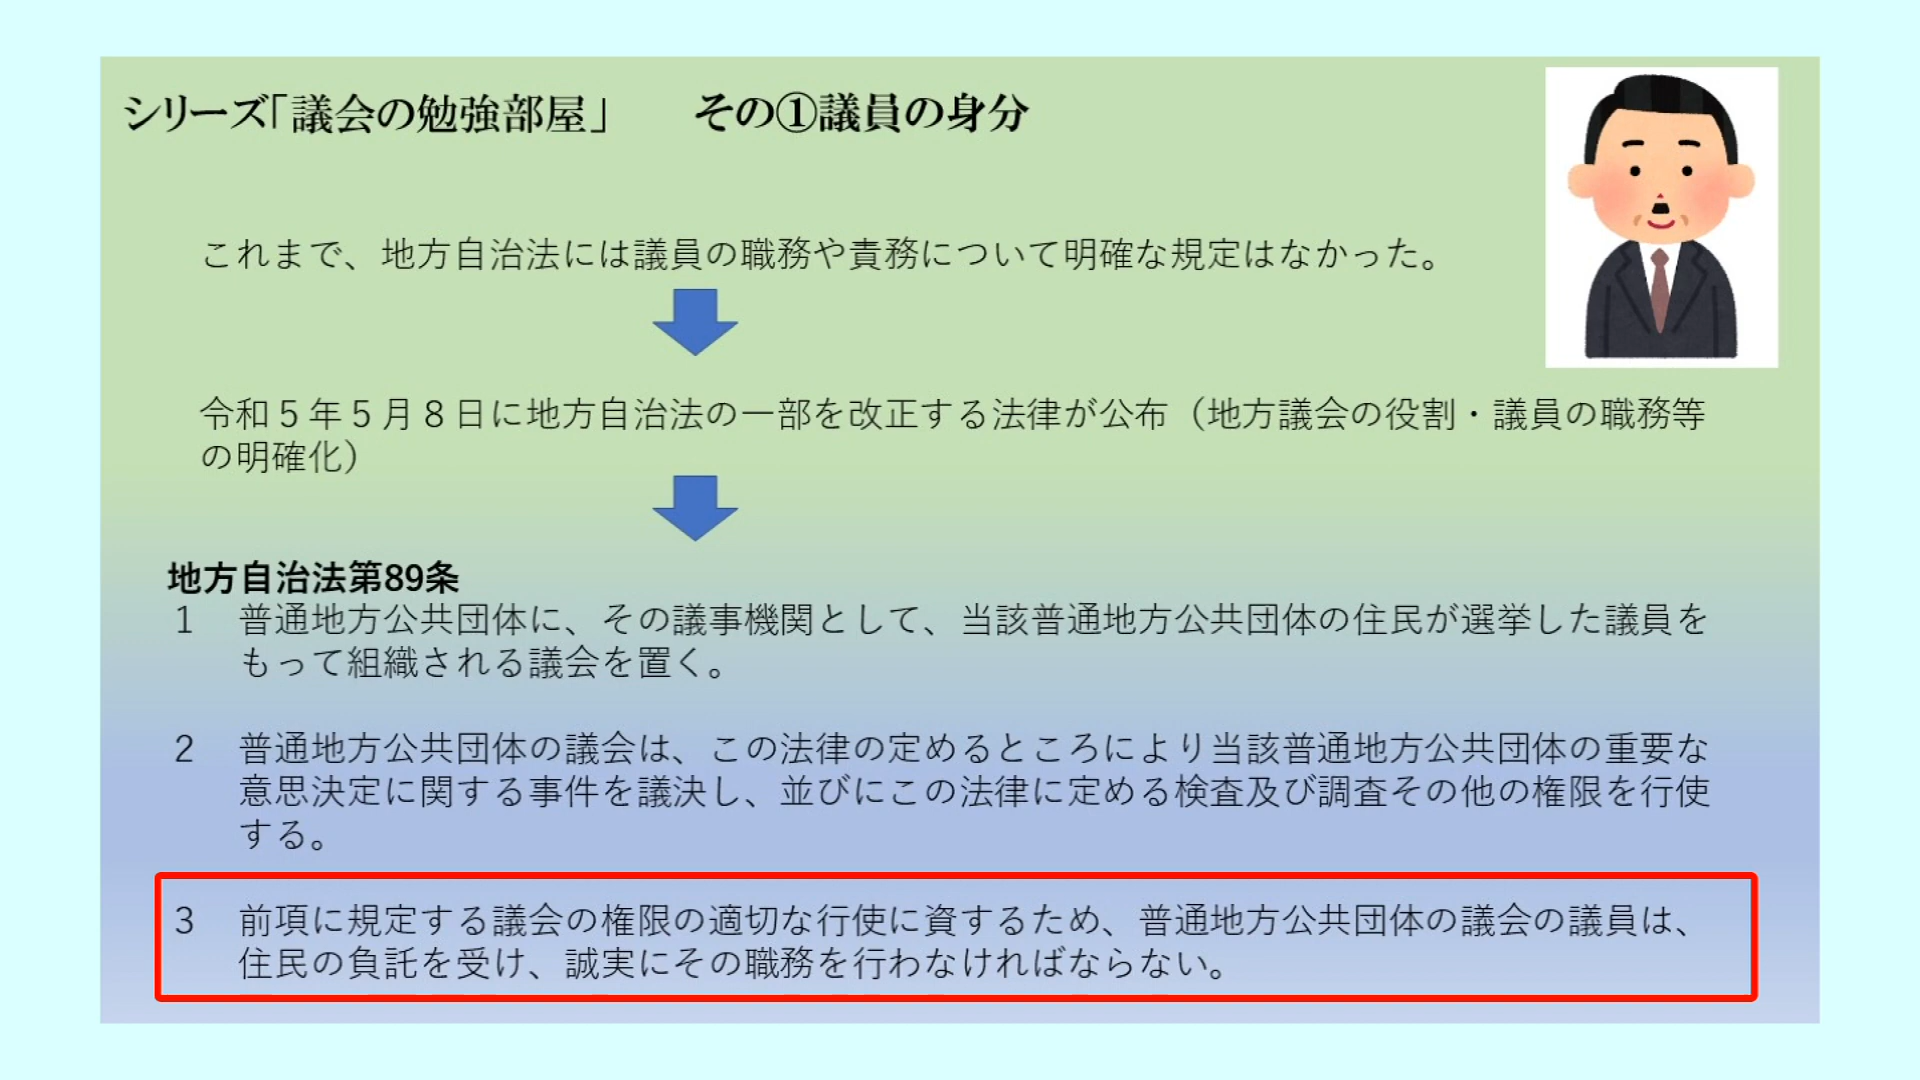 シリーズ「議会の勉強部屋」　　その①議員の身分
これまで、地方自治法には議員の職務や責務について明確な規定はなかった。
令和５年５月８日に地方自治法の一部を改正する法律が公布（地方議会の役割・議員の職務等
の明確化）
地方自治法第89条
1　普通地方公共団体に、その議事機関として、当該普通地方公共団体の住民が選挙した議員を
もって組織される議会を置く。
2　普通地方公共団体の議会は、この法律の定めるところにより当該普通地方公共団体の重要な
意思決定に関する事件を議決し、並びにこの法律に定める検査及び調査その他の権限を行使
する。
3　前項に規定する議会の権限の適切な行使に資するため、普通地方公共団体の議会の議員は、
住民の負託を受け、誠実にその職務を行わなければならない。